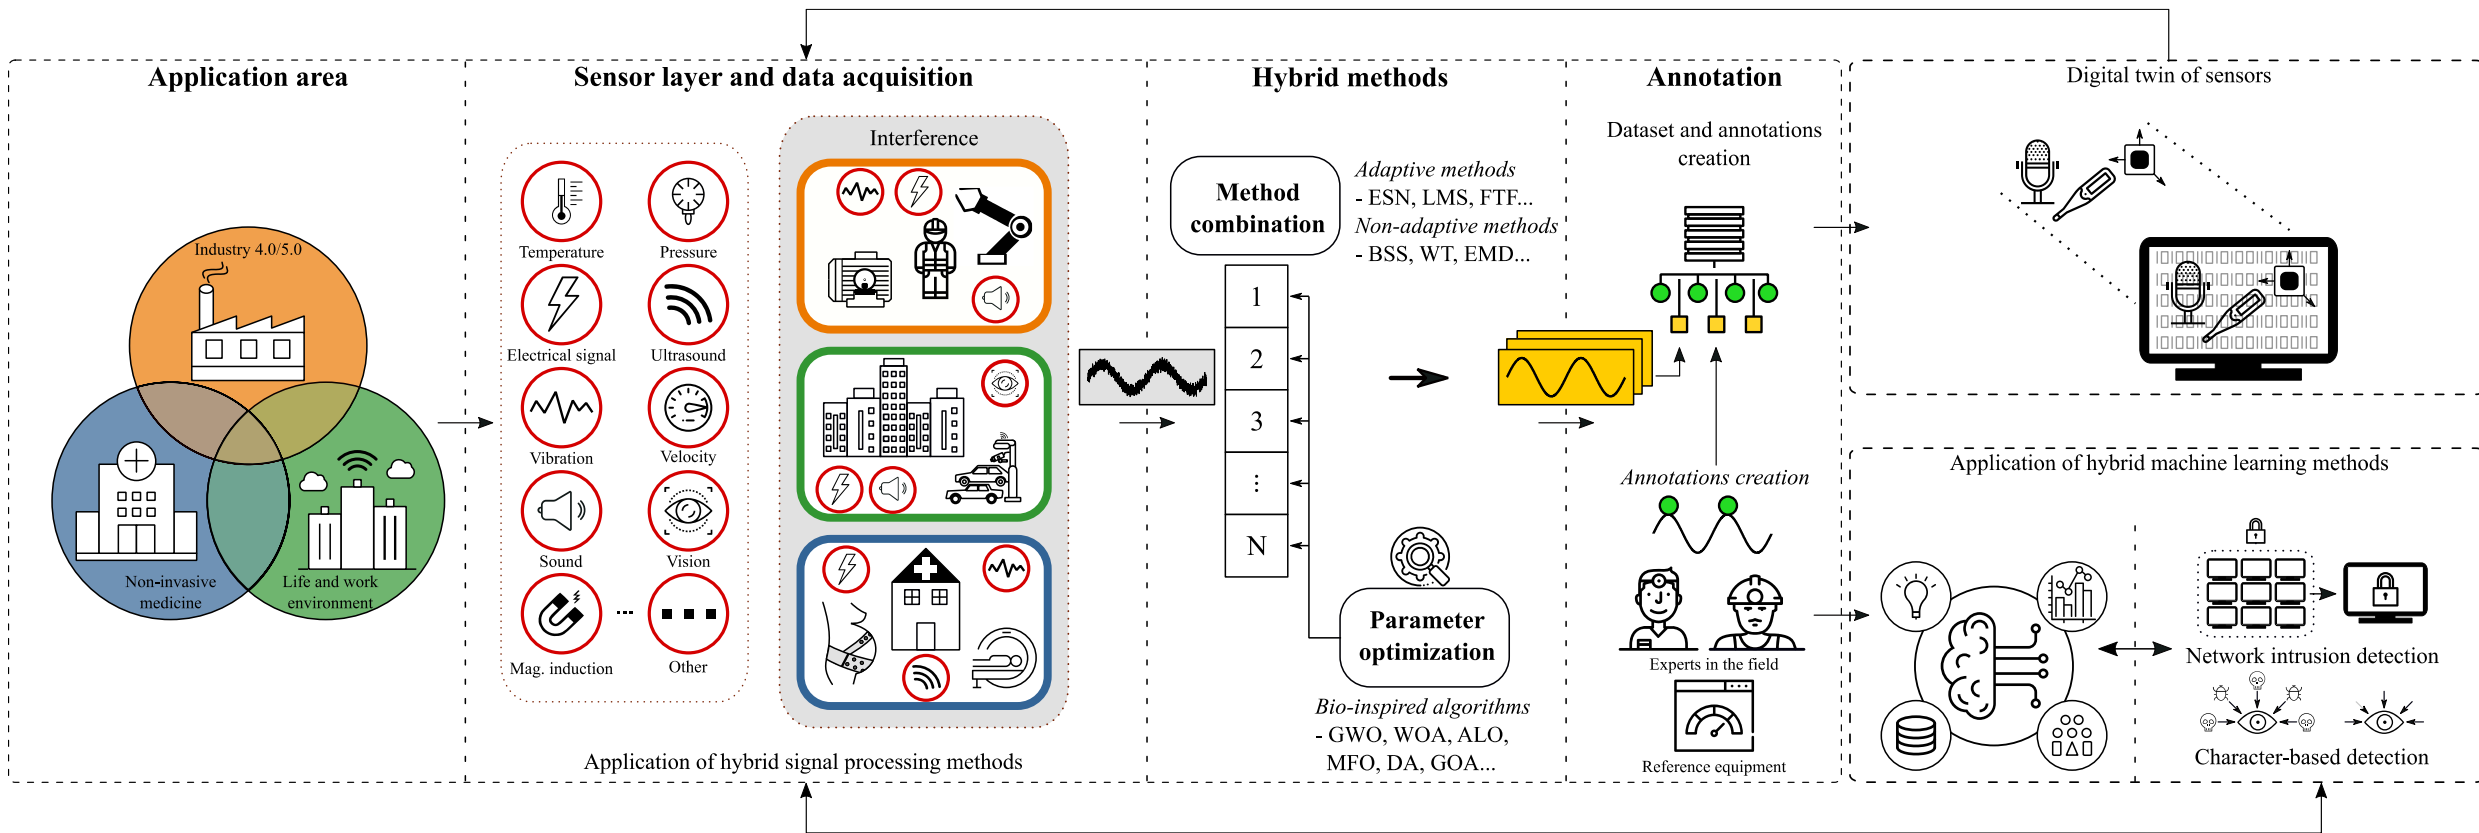 Application area
Industry 4.0/5.0
Non-invasive
medicine
Life and work
environment
Sensor layer and data acquisition
Temperature
Pressure
Electrical signal
Ultrasound
Vibration
Velocity
Sound
Vision
Mag. induction
...
Other
Interference
Application of hybrid signal processing methods
Hybrid methods
Method
combination
Adaptive methods
- ESN, LMS, FTF...
Non-adaptive methods
- BSS, WT, EMD...
1
2
3
⋮
N
Parameter
optimization
Bio-inspired algorithms
- GWO, WOA, ALO,
MFO, DA, GOA...
Annotation
Dataset and annotations
creation
Annotations creation
Experts in the field
Reference equipment
Digital twin of sensors
Application of hybrid machine learning methods
Network intrusion detection
Character-based detection